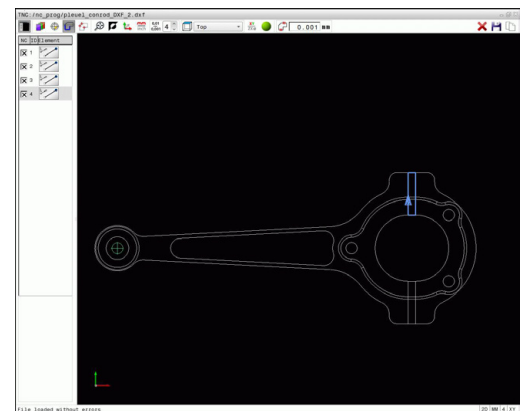 TNC:/nc_prog/pleuel_conrod_DXF_2.dxf
4 Top 0.001 mm
NC ID Element
1
2
3
4
File loaded without errors
2D MM 4 XY